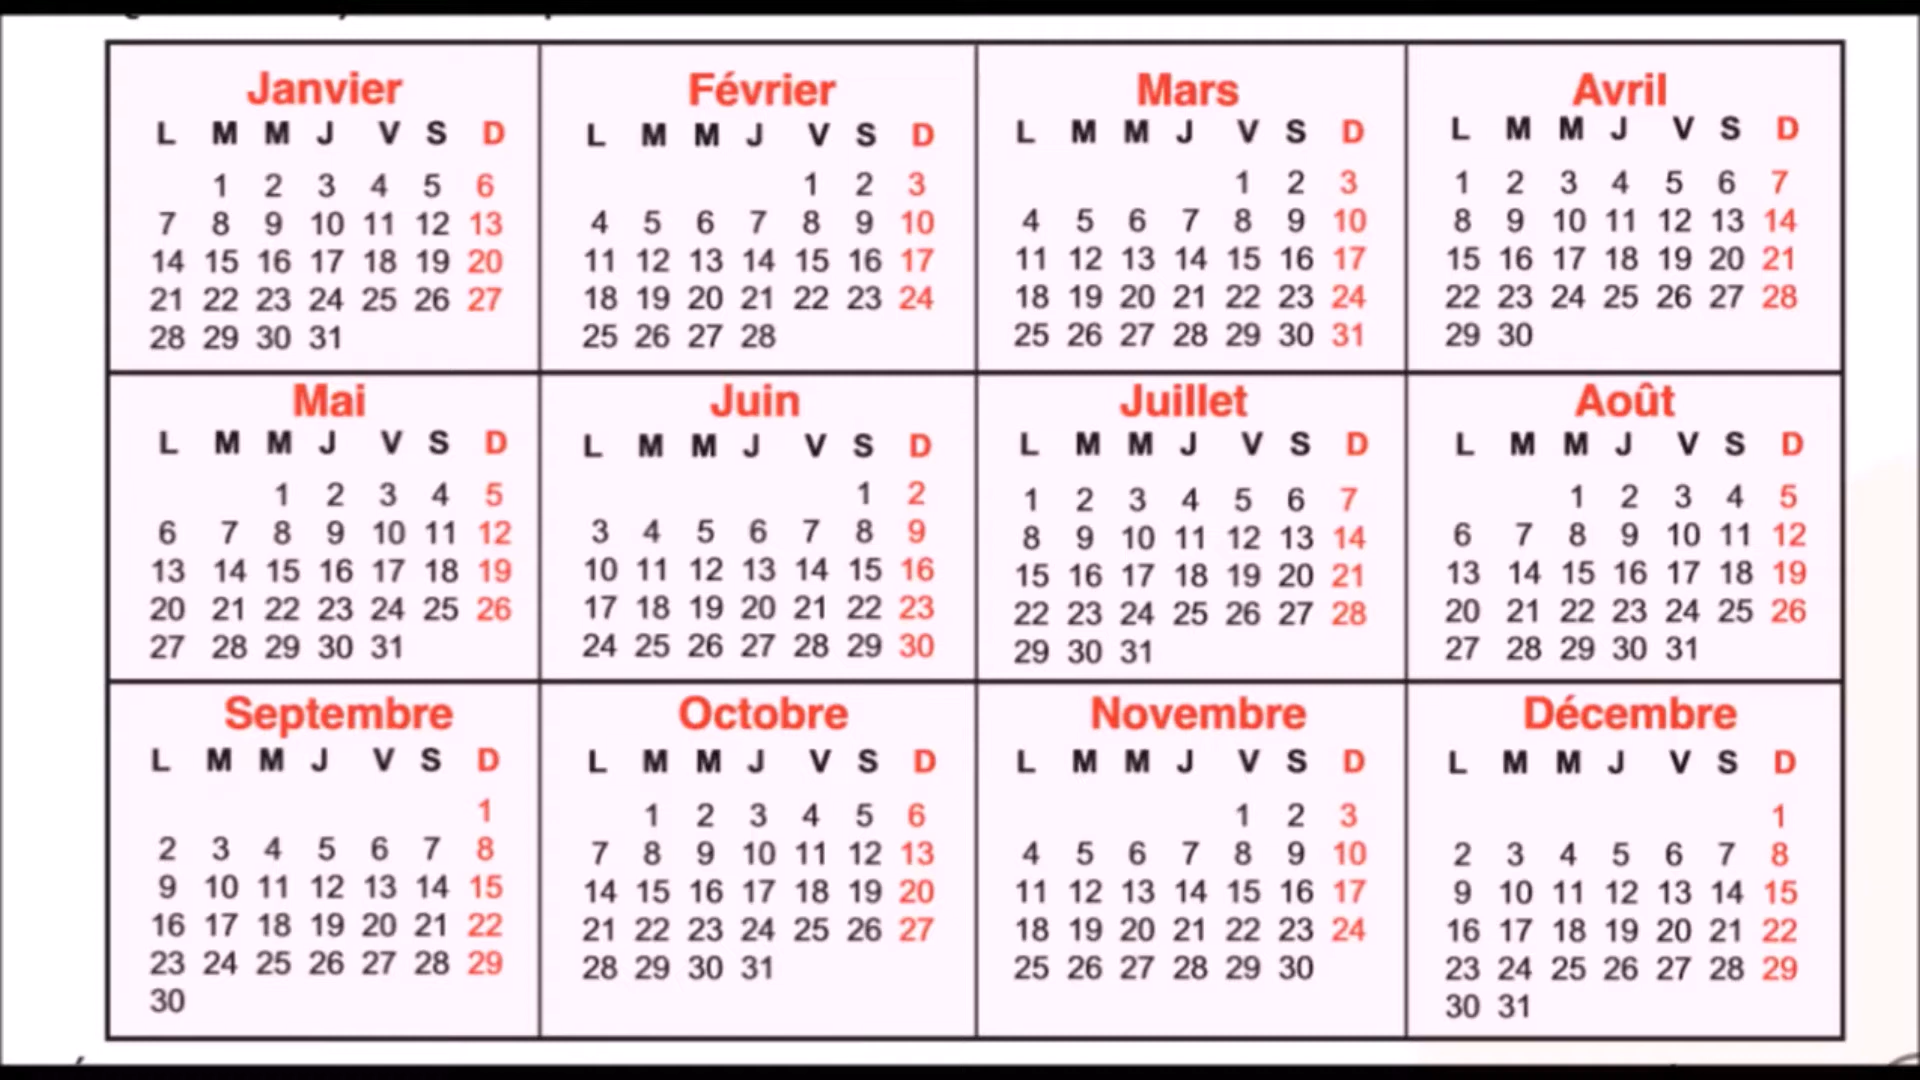 Janvier
L M M J V S D
1 2 3 4 5 6
7 8 9 10 11 12 13
14 15 16 17 18 19 20
21 22 23 24 25 26 27
28 29 30 31
Février
L M M J V S D
1 2 3
4 5 6 7 8 9 10
11 12 13 14 15 16 17
18 19 20 21 22 23 24
25 26 27 28
Mars
L M M J V S D
1 2 3
4 5 6 7 8 9 10
11 12 13 14 15 16 17
18 19 20 21 22 23 24
25 26 27 28 29 30 31
Avril
L M M J V S D
1 2 3 4 5 6 7
8 9 10 11 12 13 14
15 16 17 18 19 20 21
22 23 24 25 26 27 28
29 30
Mai
L M M J V S D
1 2 3 4 5
6 7 8 9 10 11 12
13 14 15 16 17 18 19
20 21 22 23 24 25 26
27 28 29 30 31
Juin
L M M J V S D
1 2
3 4 5 6 7 8 9
10 11 12 13 14 15 16
17 18 19 20 21 22 23
24 25 26 27 28 29 30
Juillet
L M M J V S D
1 2 3 4 5 6 7
8 9 10 11 12 13 14
15 16 17 18 19 20 21
22 23 24 25 26 27 28
29 30 31
Août
L M M J V S D
1 2 3 4 5
6 7 8 9 10 11 12
13 14 15 16 17 18 19
20 21 22 23 24 25 26
27 28 29 30 31
Septembre
L M M J V S D
1
2 3 4 5 6 7 8
9 10 11 12 13 14 15
16 17 18 19 20 21 22
23 24 25 26 27 28 29
30
Octobre
L M M J V S D
1 2 3 4 5 6
7 8 9 10 11 12 13
14 15 16 17 18 19 20
21 22 23 24 25 26 27
28 29 30 31
Novembre
L M M J V S D
1 2 3
4 5 6 7 8 9 10
11 12 13 14 15 16 17
18 19 20 21 22 23 24
25 26 27 28 29 30
Décembre
L M M J V S D
1
2 3 4 5 6 7 8
9 10 11 12 13 14 15
16 17 18 19 20 21 22
23 24 25 26 27 28 29
30 31